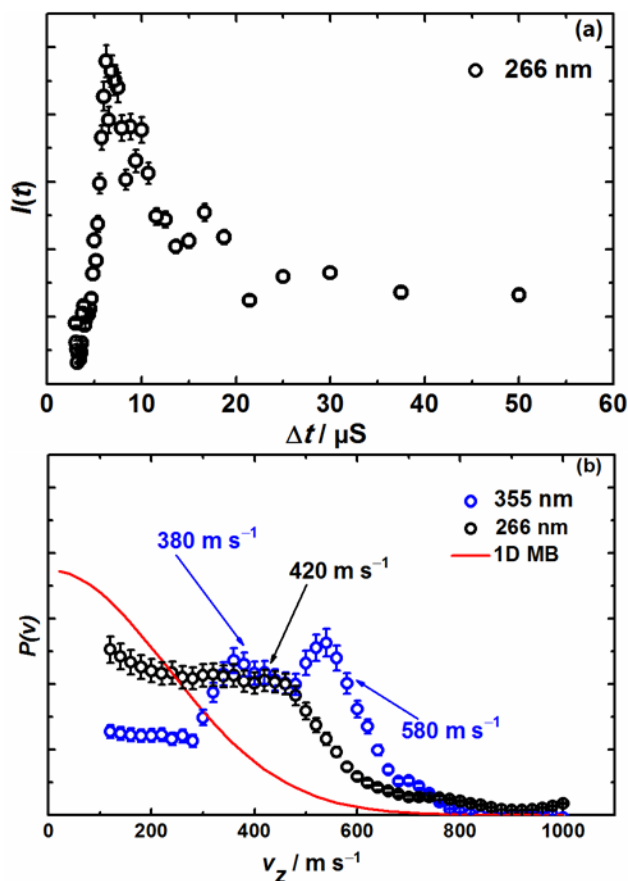 (a)
266 nm
I(t)
0 10 20 30 40 50 60
Δt / µS
(b)
355 nm
266 nm
1D MB
380 m s⁻¹
420 m s⁻¹
580 m s⁻¹
P(v)
0 200 400 600 800 1000
v_z / m s⁻¹